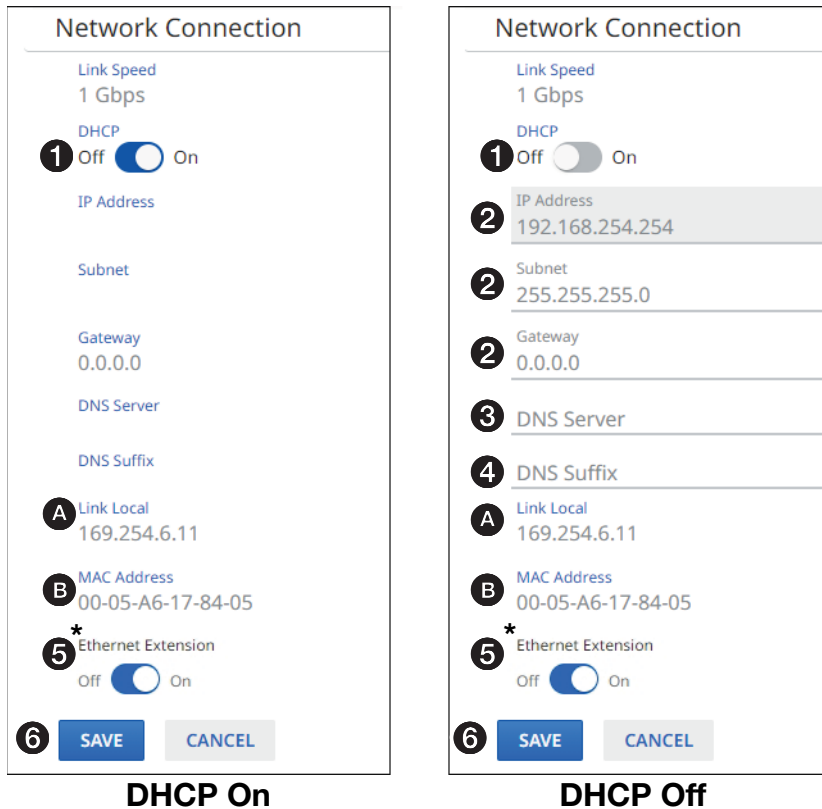 Network Connection
Link Speed
1 Gbps
DHCP
1 Off On
IP Address
Subnet
Gateway
0.0.0.0
DNS Server
DNS Suffix
A Link Local
169.254.6.11
B MAC Address
00-05-A6-17-84-05
*
5 Ethernet Extension
Off On
6 SAVE CANCEL
DHCP On
Network Connection
Link Speed
1 Gbps
DHCP
1 Off On
2 IP Address
192.168.254.254
2 Subnet
255.255.255.0
2 Gateway
0.0.0.0
3 DNS Server
4 DNS Suffix
A Link Local
169.254.6.11
B MAC Address
00-05-A6-17-84-05
*
5 Ethernet Extension
Off On
6 SAVE CANCEL
DHCP Off